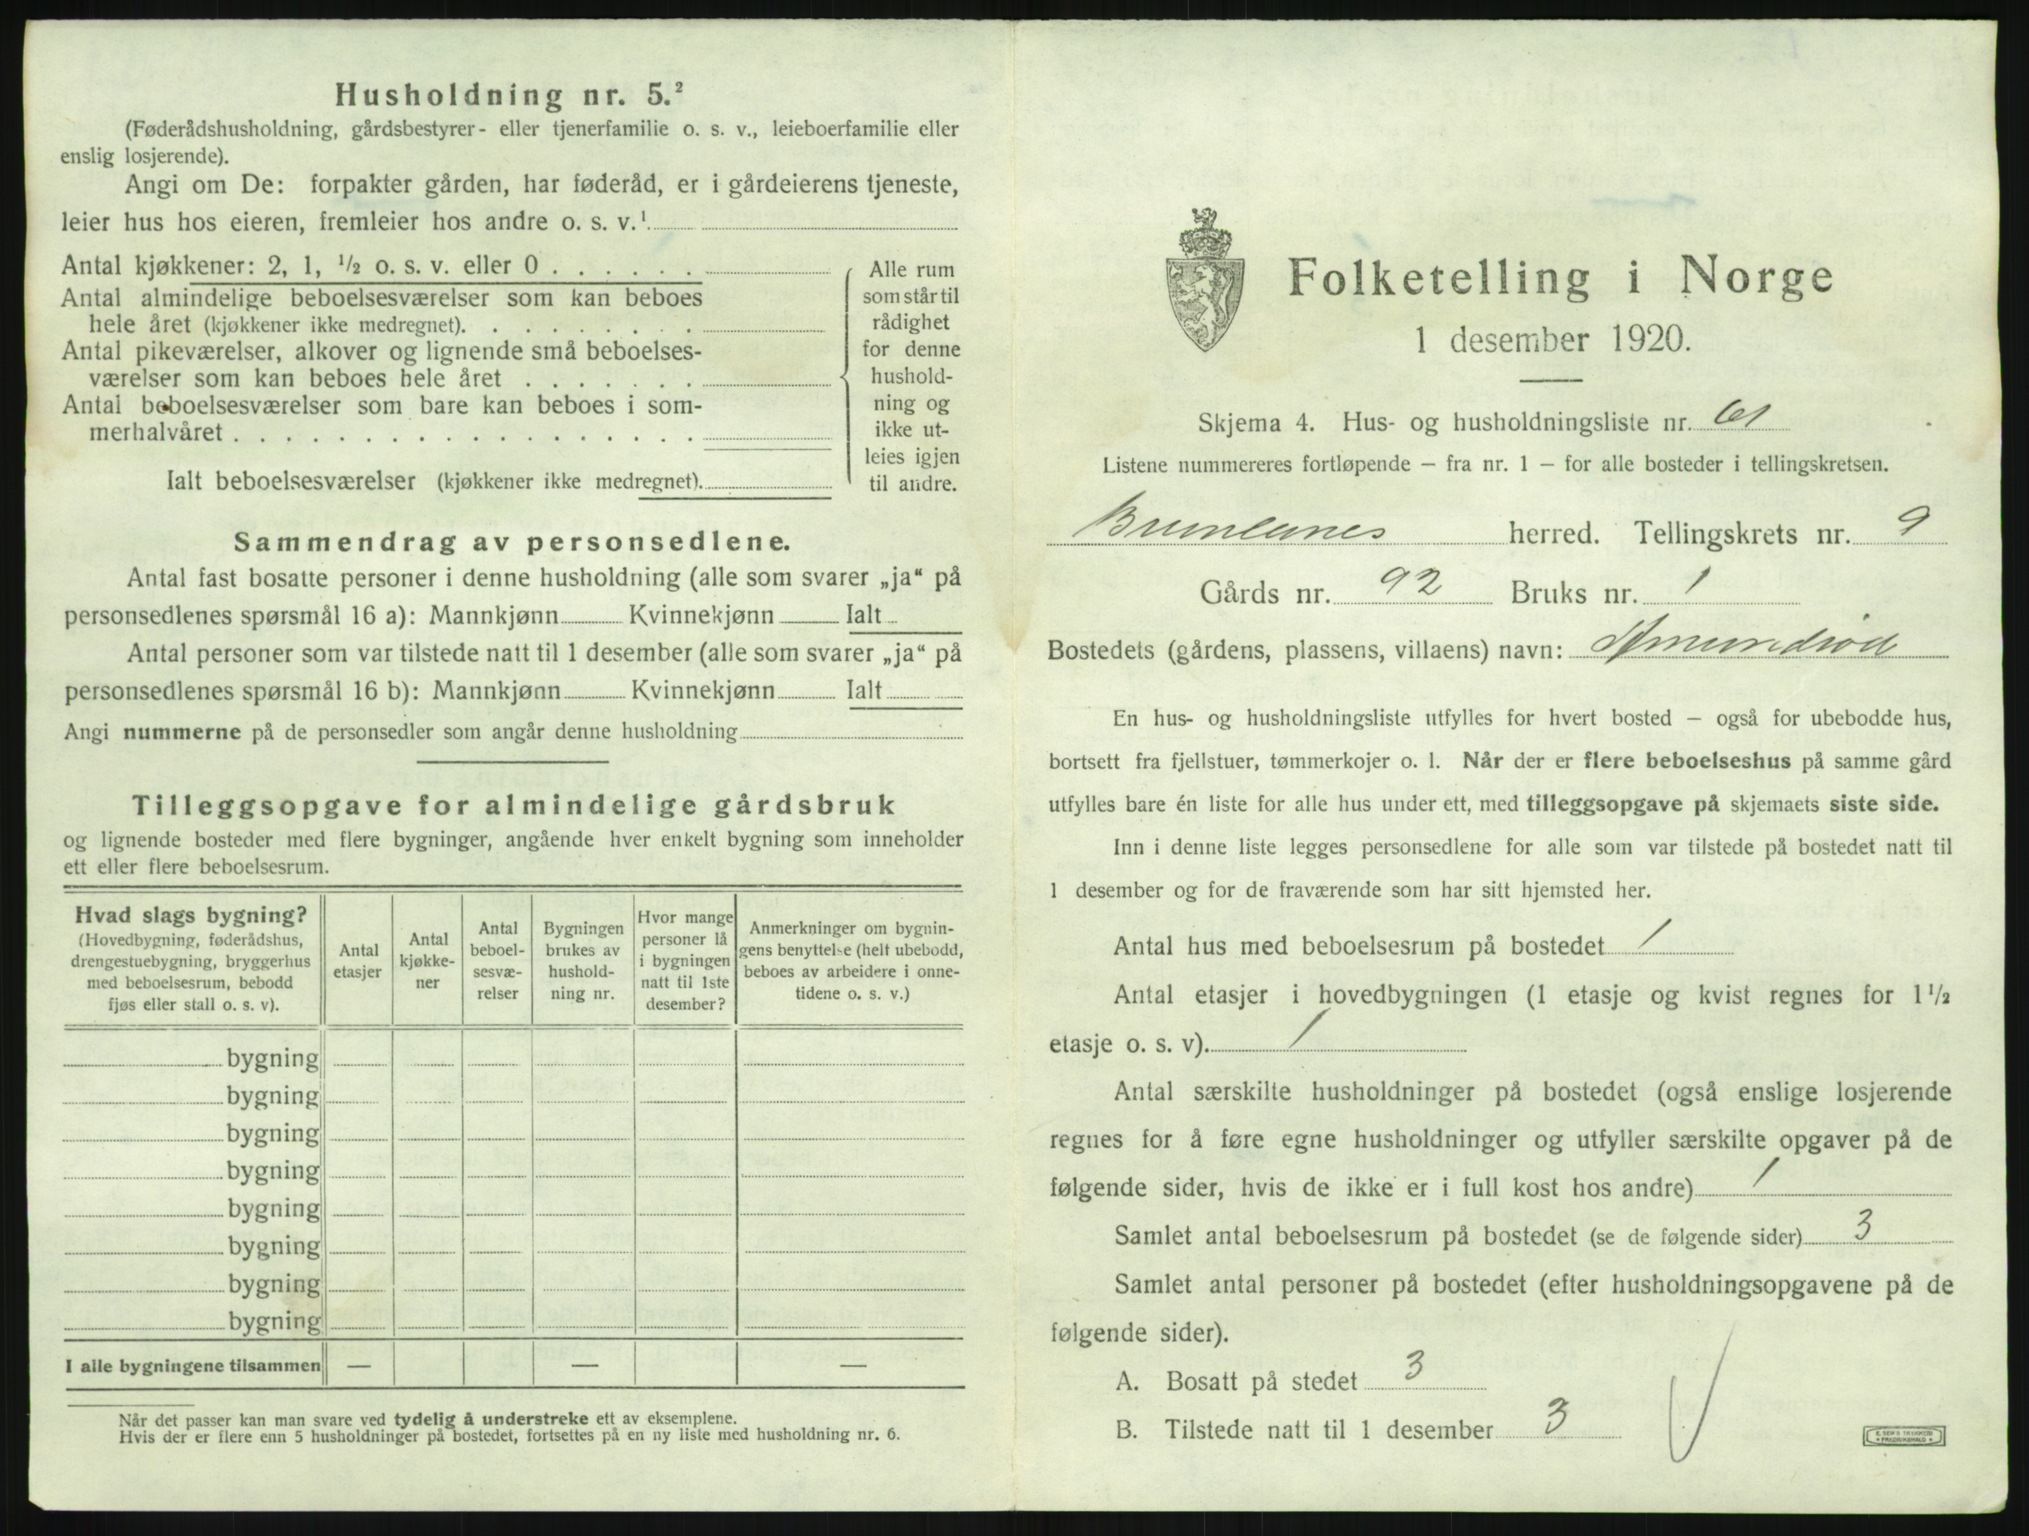 Husholdning nr. 5.²
(Føderådshusholdning, gårdsbestyrer- eller tjenerfamilie o. s. v., leieboerfamilie eller
enslig losjerende).
Angi om De: forpakter gården, har føderåd, er i gårdeierens tjeneste,
leier hus hos eieren, fremleier hos andre o. s. v.¹
Antal kjøkkener: 2, 1, ½ o. s. v. eller 0 . . . . . .
Antal almindelige beboelsesværelser som kan beboes
hele året (kjøkkener ikke medregnet). . . . . . . . .
Antal pikeværelser, alkover og lignende små beboelses-
værelser som kan beboes hele året . . . . . . .
Antal beboelsesværelser som bare kan beboes i som-
merhalvåret . . . . . . . . . . . . . . . . . .
Ialt beboelsesværelser (kjøkkener ikke medregnet).
Alle rum
som står til
rådighet
for denne
hushold-
ning og
ikke ut-
leies igjen
til andre.
Sammendrag av personsedlene.
Antal fast bosatte personer i denne husholdning (alle som svarer „ja“ på
personsedlenes spørsmål 16 a): Mannkjønn Kvinnekjønn Ialt
Antal personer som var tilstede natt til 1 desember (alle som svarer „ja“ på
personsedlenes spørsmål 16 b): Mannkjønn Kvinnekjønn Ialt
Angi nummerne på de personsedler som angår denne husholdning
Tilleggsopgave for almindelige gårdsbruk
og lignende bosteder med flere bygninger, angående hver enkelt bygning som inneholder
ett eller flere beboelsesrum.
Hvad slags bygning?
(Hovedbygning, føderådshus,
drengestuebygning, bryggerhus
med beboelsesrum, bebodd
fjøs eller stall o. s. v).
Antal
etasjer
Antal
kjøkke-
ner
Antal
beboel-
sesvæ-
relser
Bygningen
brukes av
hushold-
ning nr.
Hvor mange
personer lå
i bygningen
natt til 1ste
desember?
Anmerkninger om bygnin-
gens benyttelse (helt ubebodd,
beboes av arbeidere i onne-
tidene o. s. v.)
bygning
bygning
bygning
bygning
bygning
bygning
bygning
bygning
I alle bygningene tilsammen — — —
Når det passer kan man svare ved tydelig å understreke ett av eksemplene.
Hvis der er flere enn 5 husholdninger på bostedet, fortsettes på en ny liste med husholdning nr. 6.
Folketelling i Norge
1 desember 1920.
Skjema 4. Hus- og husholdningsliste nr. 61
Listene nummereres fortløpende – fra nr. 1 – for alle bosteder i tellingskretsen.
Brunlanes herred. Tellingskrets nr. 9
Gårds nr. 92 Bruks nr. 1
Bostedets (gårdens, plassens, villaens) navn: Amundrød
En hus- og husholdningsliste utfylles for hvert bosted – også for ubebodde hus,
bortsett fra fjellstuer, tømmerkojer o. l. Når der er flere beboelseshus på samme gård
utfylles bare én liste for alle hus under ett, med tilleggsopgave på skjemaets siste side.
Inn i denne liste legges personsedlene for alle som var tilstede på bostedet natt til
1 desember og for de fraværende som har sitt hjemsted her.
Antal hus med beboelsesrum på bostedet 1
Antal etasjer i hovedbygningen (1 etasje og kvist regnes for 1½
etasje o. s. v). 1
Antal særskilte husholdninger på bostedet (også enslige losjerende
regnes for å føre egne husholdninger og utfyller særskilte opgaver på de
følgende sider, hvis de ikke er i full kost hos andre) 1
Samlet antal beboelsesrum på bostedet (se de følgende sider) 3
Samlet antal personer på bostedet (efter husholdningsopgavene på de
følgende sider).
A. Bosatt på stedet 3
B. Tilstede natt til 1 desember 3